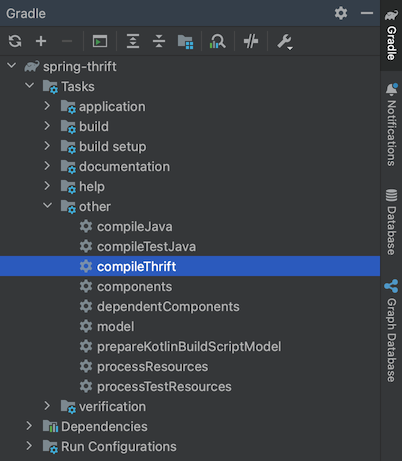 Gradle
spring-thrift
Tasks
application
build
build setup
documentation
help
other
compileJava
compileTestJava
compileThrift
components
dependentComponents
model
prepareKotlinBuildScriptModel
processResources
processTestResources
verification
Dependencies
Run Configurations
Gradle
Notifications
Database
Graph Database